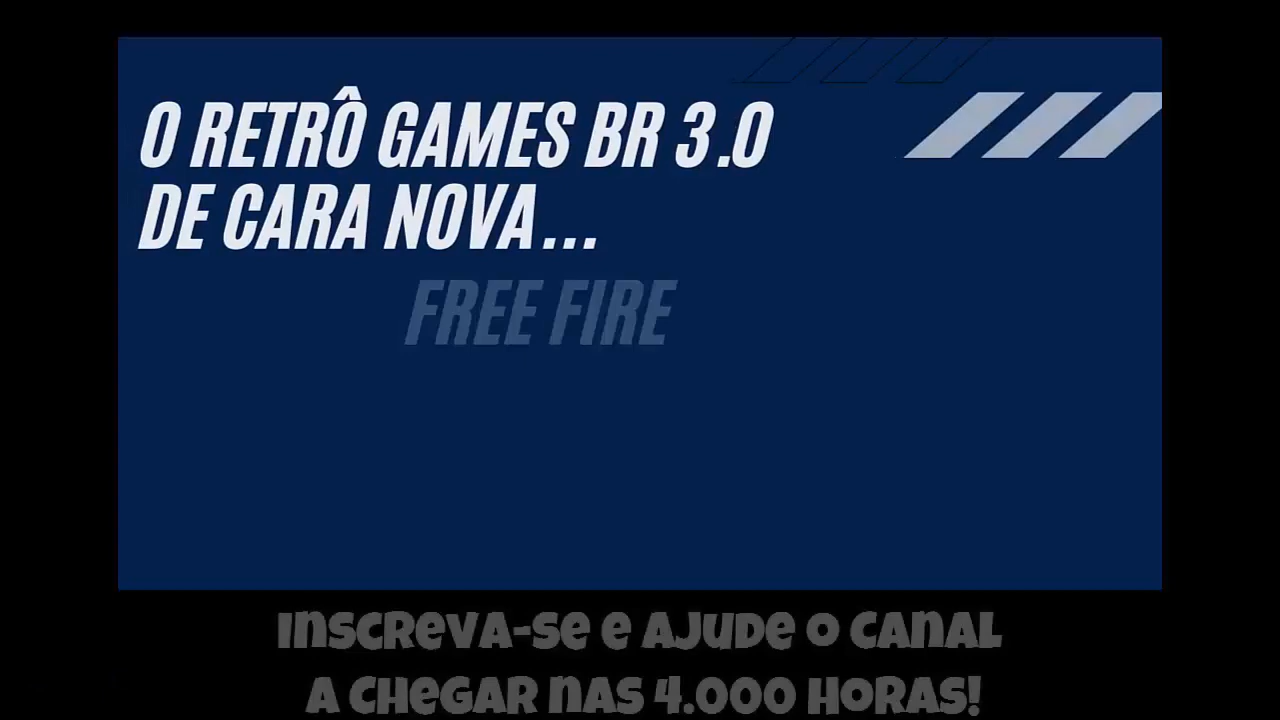 O RETRÔ GAMES BR 3.0
DE CARA NOVA...
FREE FIRE
INSCREVA-SE E AJUDE O CANAL
A CHEGAR NAS 4.000 HORAS!